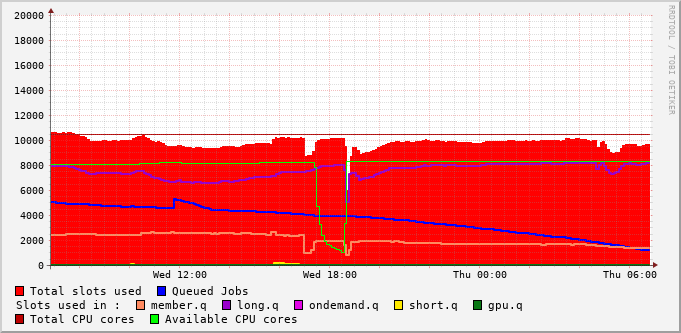 20000
18000
16000
14000
12000
10000
8000
6000
4000
2000
0
Wed 12:00 Wed 18:00 Thu 00:00 Thu 06:00
Total slots used Queued Jobs
Slots used in : member.q long.q ondemand.q short.q gpu.q
Total CPU cores Available CPU cores
RRDTOOL / TOBI OETIKER